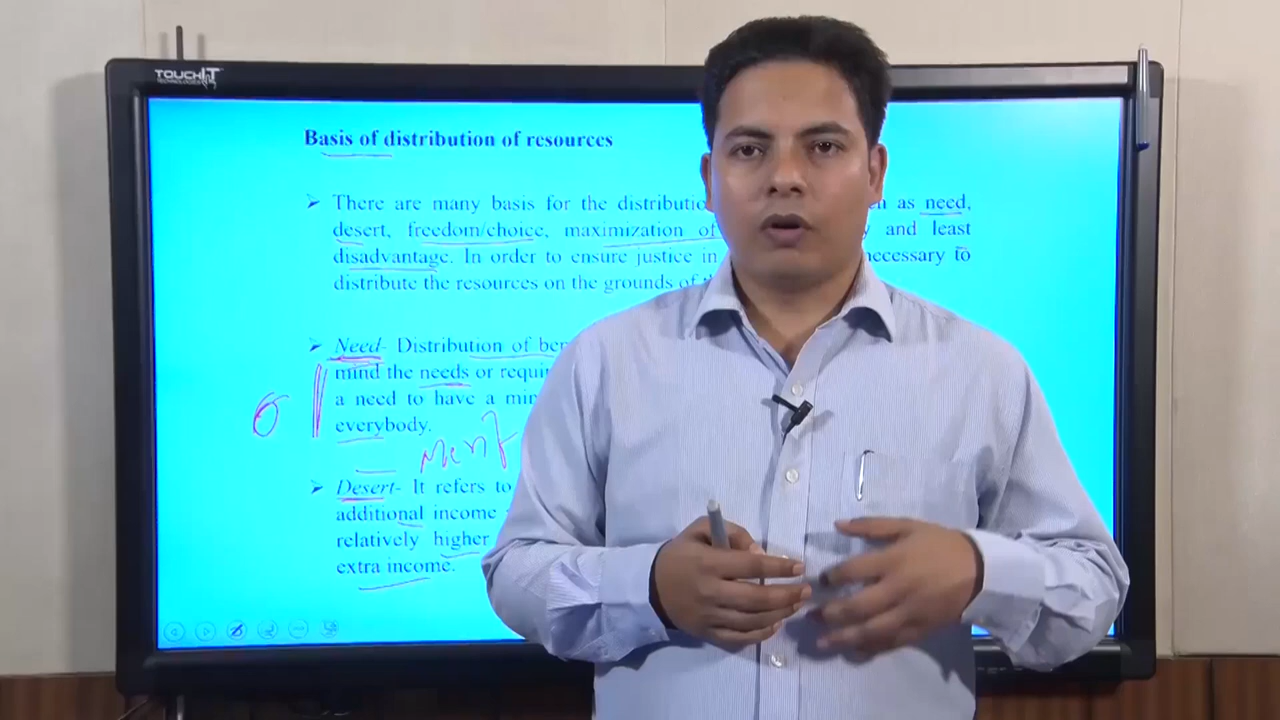 TOUCHIT
TECHNOLOGIES
Basis of distribution of resources
➢ There are many basis for the distributio as need,
desert, freedom/choice, maximization of and least
disadvantage. In order to ensure justice in necessary to
distribute the resources on the grounds of
➢ Need- Distribution of
mind the needs or
a need to have a
everybody.
merit
➢ Desert- It refers to
additional income
relatively higher
extra income.